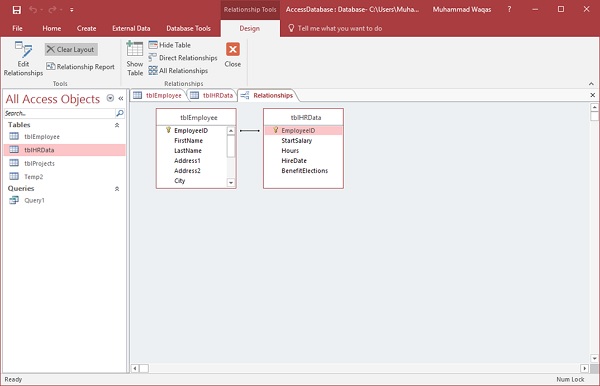 Relationship Tools
AccessDatabase : Database- C:\Users\Muha...
Muhammad Waqas
?
File
Home
Create
External Data
Database Tools
Design
Tell me what you want to do
Edit Relationships
Clear Layout
Relationship Report
Tools
Show Table
Hide Table
Direct Relationships
All Relationships
Relationships
Close
All Access Objects
Search...
Tables
tblEmployee
tblHRData
tblProjects
Temp2
Queries
Query1
tblEmployee
tblHRData
Relationships
tblEmployee
EmployeeID
FirstName
LastName
Address1
Address2
City
tblHRData
EmployeeID
StartSalary
Hours
HireDate
BenefitElections
Ready
Num Lock